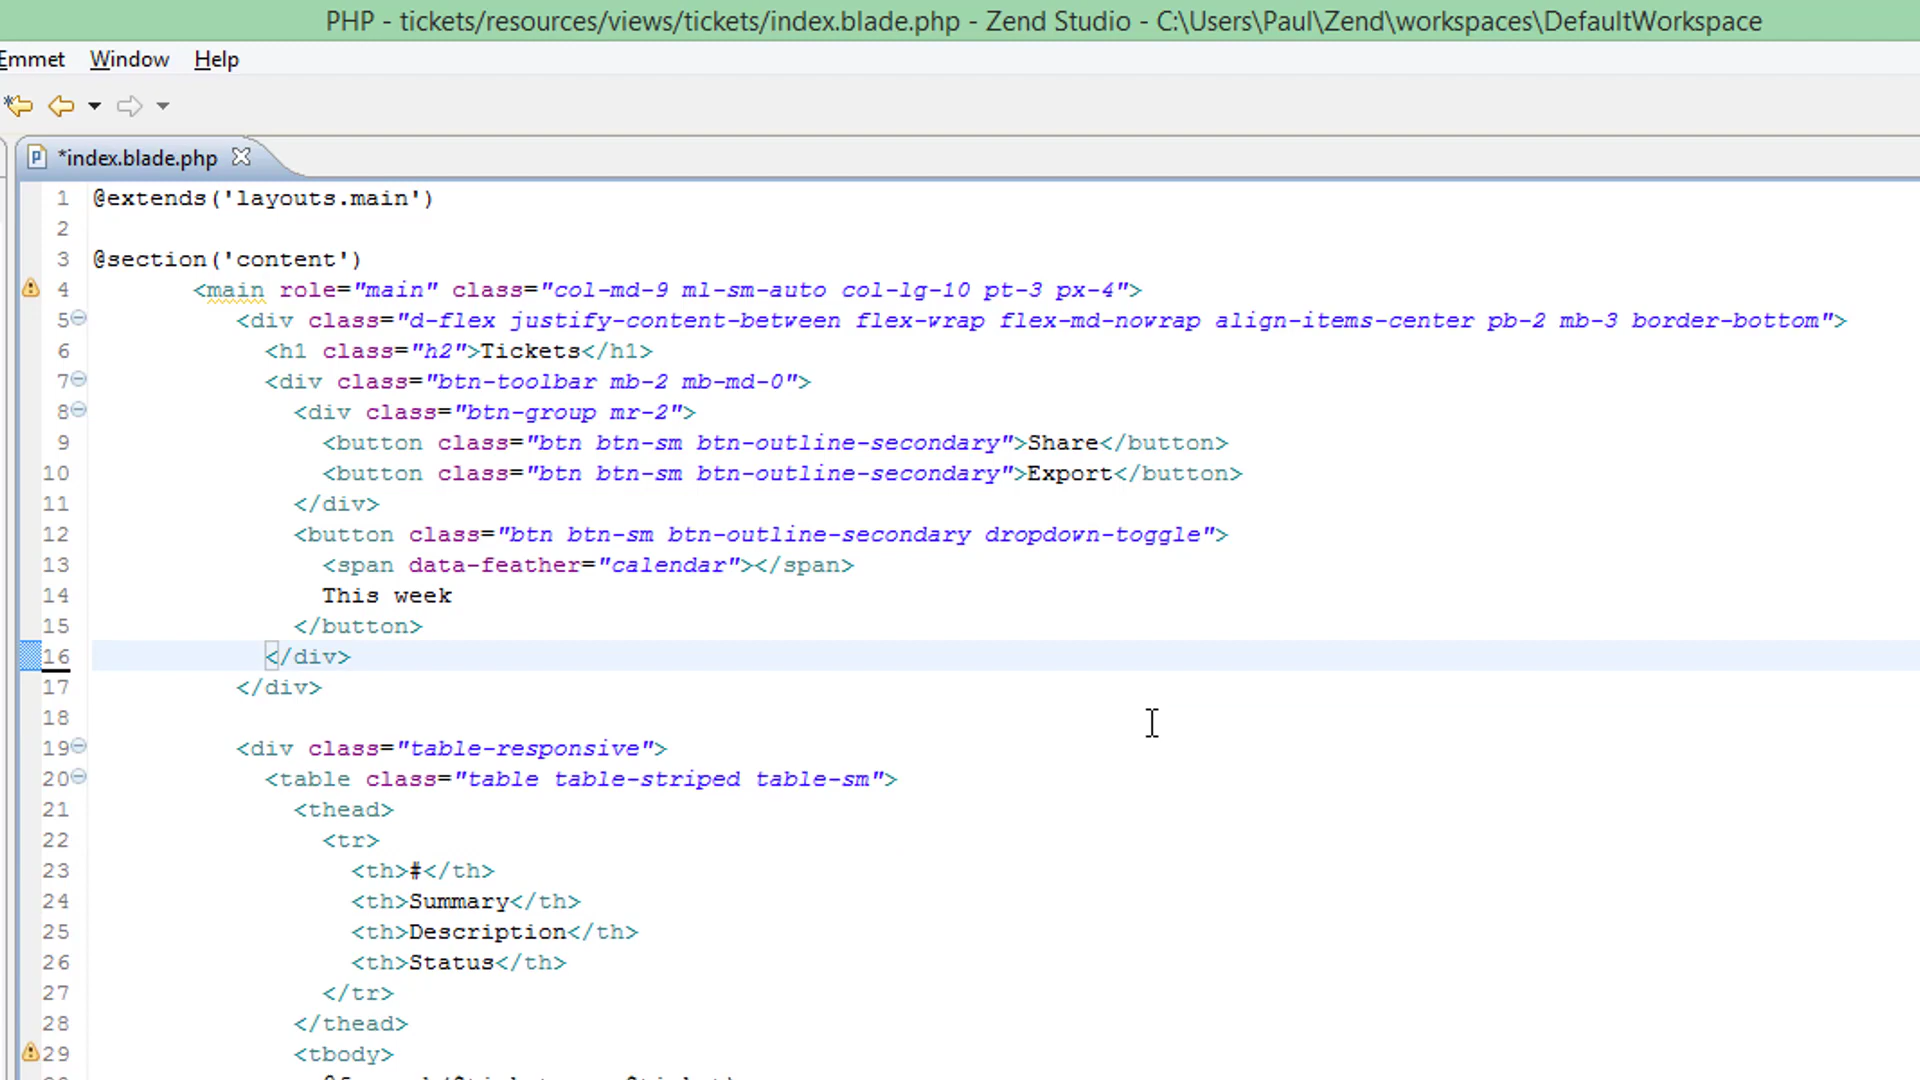 PHP - tickets/resources/views/tickets/index.blade.php - Zend Studio - C:\Users\Paul\Zend\workspaces\DefaultWorkspace
Emmet Window Help
*index.blade.php
1 @extends('layouts.main')
2
3 @section('content')
4 <main role="main" class="col-md-9 ml-sm-auto col-lg-10 pt-3 px-4">
5 <div class="d-flex justify-content-between flex-wrap flex-md-nowrap align-items-center pb-2 mb-3 border-bottom">
6 <h1 class="h2">Tickets</h1>
7 <div class="btn-toolbar mb-2 mb-md-0">
8 <div class="btn-group mr-2">
9 <button class="btn btn-sm btn-outline-secondary">Share</button>
10 <button class="btn btn-sm btn-outline-secondary">Export</button>
11 </div>
12 <button class="btn btn-sm btn-outline-secondary dropdown-toggle">
13 <span data-feather="calendar"></span>
14 This week
15 </button>
16 </div>
17 </div>
18
19 <div class="table-responsive">
20 <table class="table table-striped table-sm">
21 <thead>
22 <tr>
23 <th>#</th>
24 <th>Summary</th>
25 <th>Description</th>
26 <th>Status</th>
27 </tr>
28 </thead>
29 <tbody>